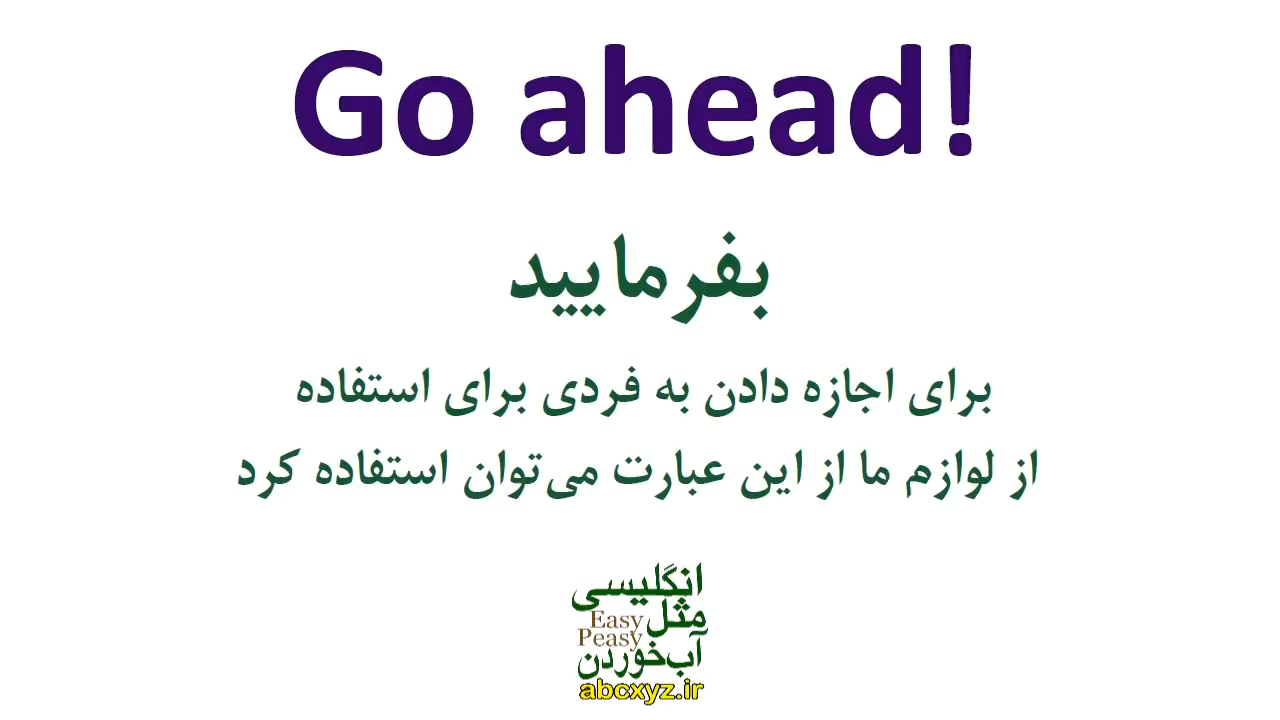 Go ahead!
بفرمایید
برای اجازه دادن به فردی برای استفاده
از لوازم ما از این عبارت می‌توان استفاده کرد
انگلیسی
مثل
Easy
Peasy
آب‌خوردن
abcxyz.ir